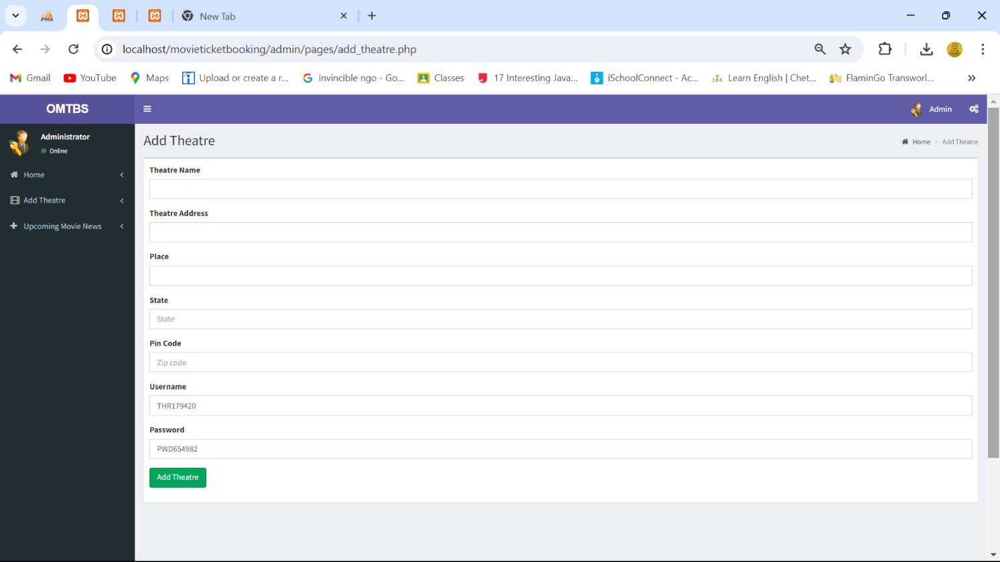 PMA
New Tab
localhost/movieticketbooking/admin/pages/add_theatre.php
Gmail
YouTube
Maps
Upload or create a r...
invincible ngo - Go...
Classes
17 Interesting Java...
iSchoolConnect - Ac...
Learn English | Chet...
FlaminGo Transworl...
OMTBS
Admin
Administrator
Online
Add Theatre
Home > Add Theatre
Home
Add Theatre
Upcoming Movie News
Theatre Name
Theatre Address
Place
State
State
Pin Code
Zip code
Username
THR179420
Password
PWD654982
Add Theatre